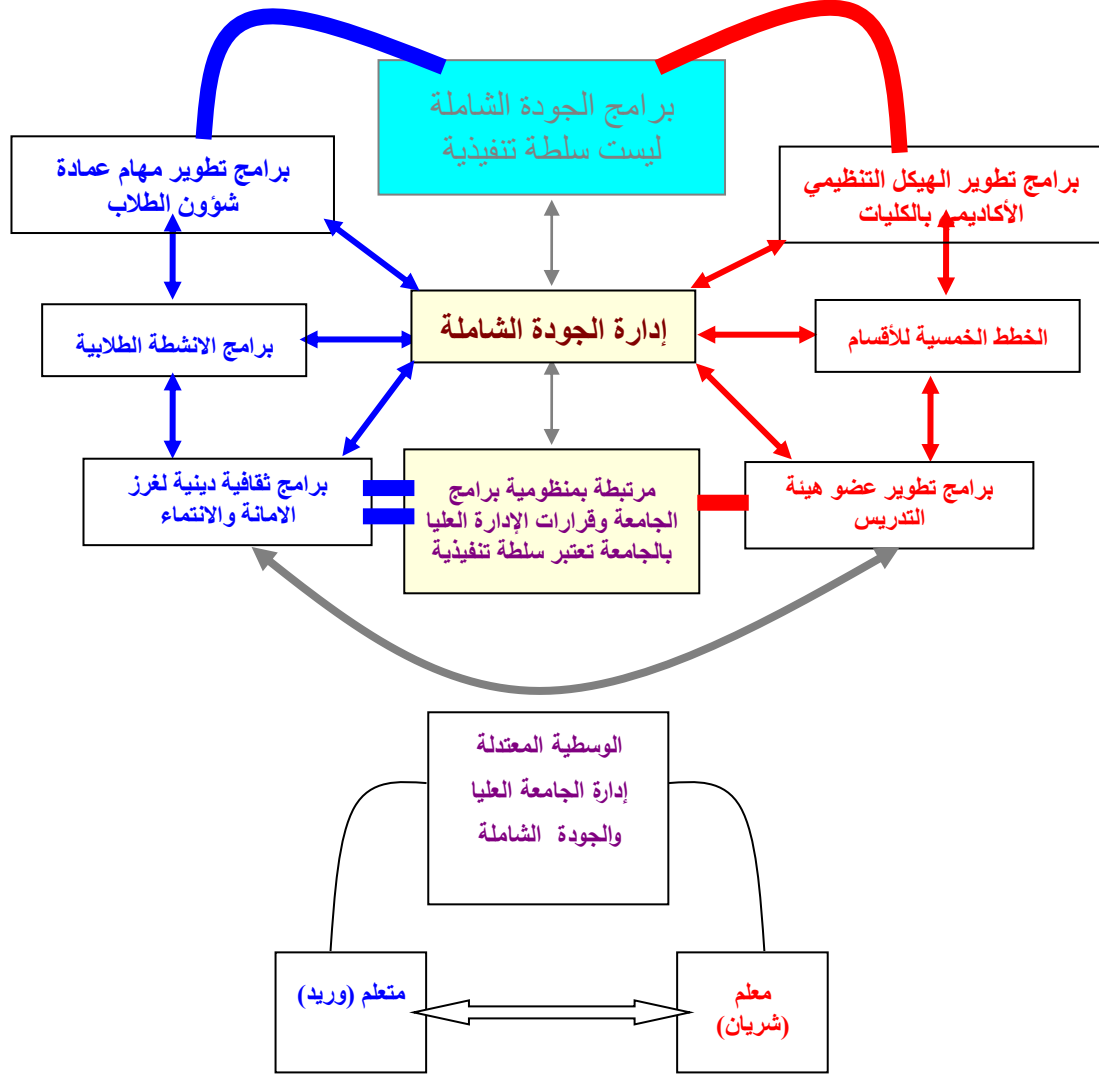 برامج الجودة الشاملة
ليست سلطة تنفيذية
برامج تطوير الهيكل التنظيمي
الأكاديمي بالكليات
برامج تطوير مهام عمادة
شؤون الطلاب
إدارة الجودة الشاملة
الخطط الخمسية للأقسام
برامج الانشطة الطلابية
برامج تطوير عضو هيئة
التدريس
مرتبطة بمنظومية برامج
الجامعة وقرارات الإدارة العليا
بالجامعة تعتبر سلطة تنفيذية
برامج ثقافية دينية لغرز
الامانة والانتماء
الوسطية المعتدلة
إدارة الجامعة العليا
والجودة الشاملة
معلم
(شريان)
متعلم (وريد)